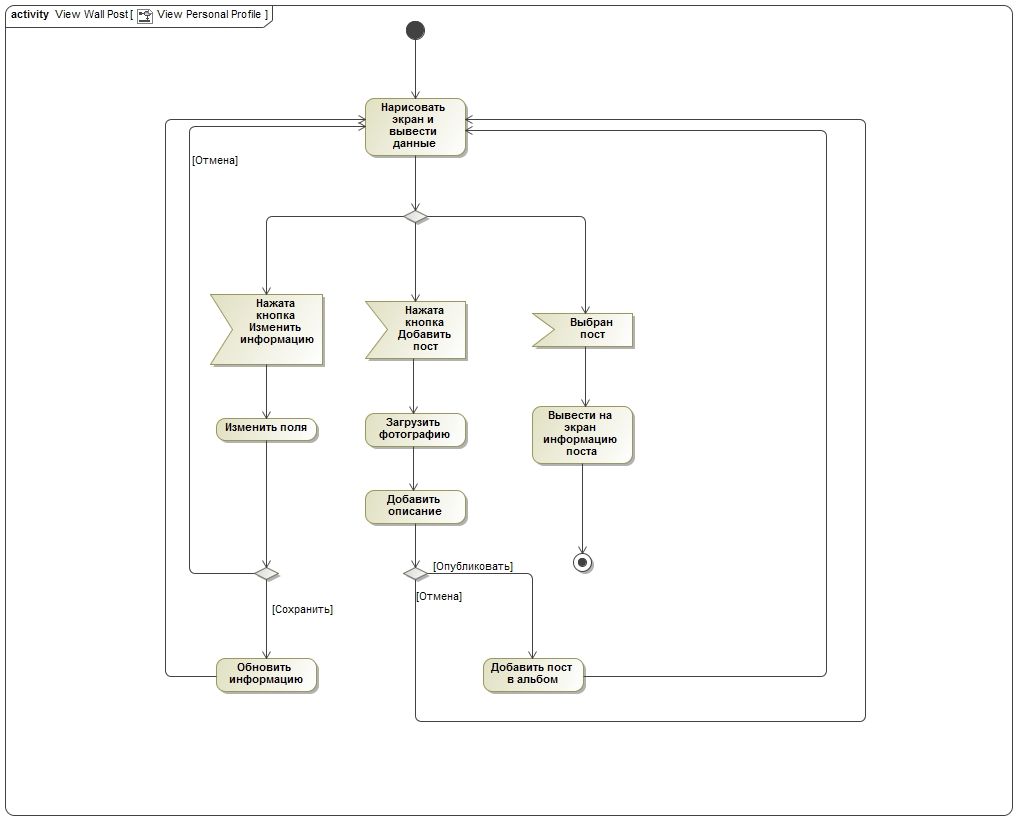 activity View Wall Post [ View Personal Profile ]
Нарисовать
экран и
вывести
данные
[Отмена]
Нажата
кнопка
Изменить
информацию
Нажата
кнопка
Добавить
пост
Выбран
пост
Изменить поля
Загрузить
фотографию
Вывести на
экран
информацию
поста
Добавить
описание
[Опубликовать]
[Отмена]
[Сохранить]
Обновить
информацию
Добавить пост
в альбом